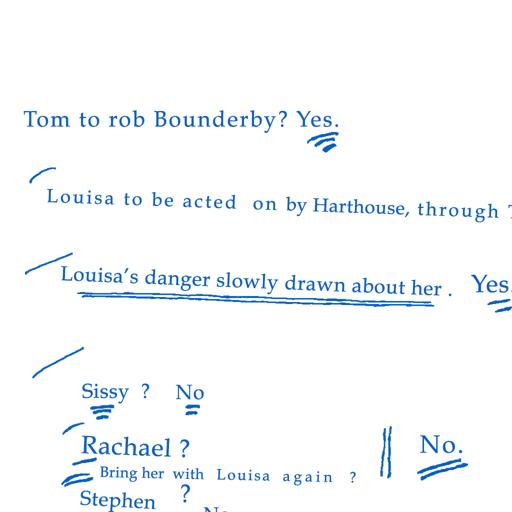 Tom to rob Bounderby? Yes.
Louisa to be acted on by Harthouse, through
Louisa's danger slowly drawn about her . Yes
Sissy ? No
Rachael ? No.
Bring her with Louisa again ?
Stephen ?